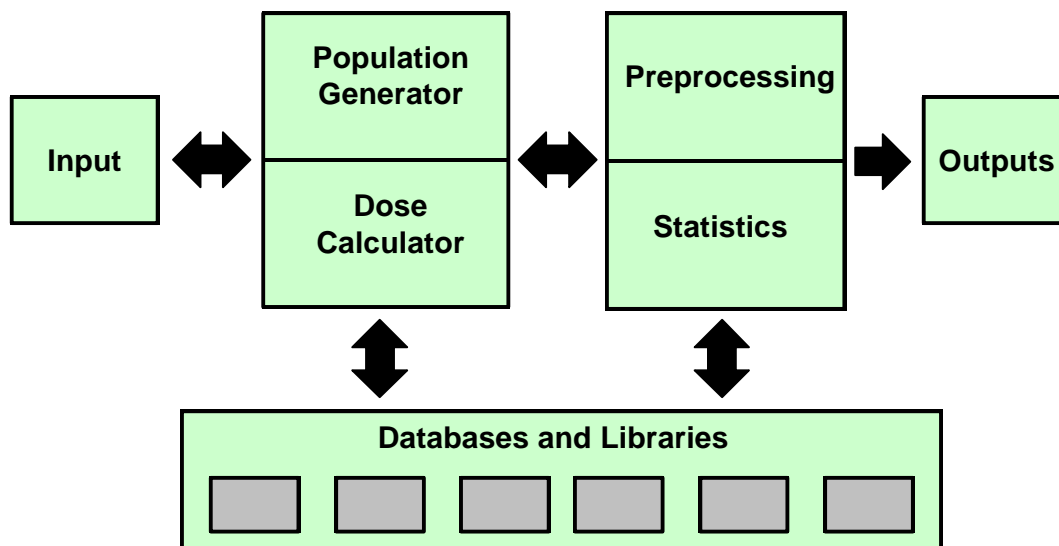 Input
Population
Generator
Dose
Calculator
Preprocessing
Statistics
Outputs
Databases and Libraries